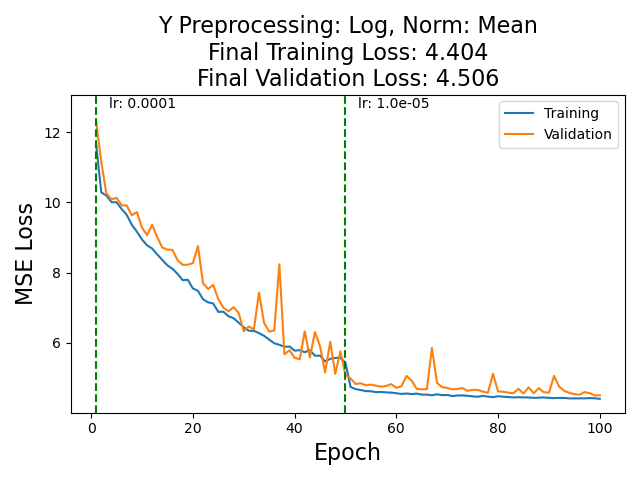 Y Preprocessing: Log, Norm: Mean
Final Training Loss: 4.404
Final Validation Loss: 4.506
lr: 0.0001
lr: 1.0e-05
Training
Validation
12
10
8
6
MSE Loss
0
20
40
60
80
100
Epoch